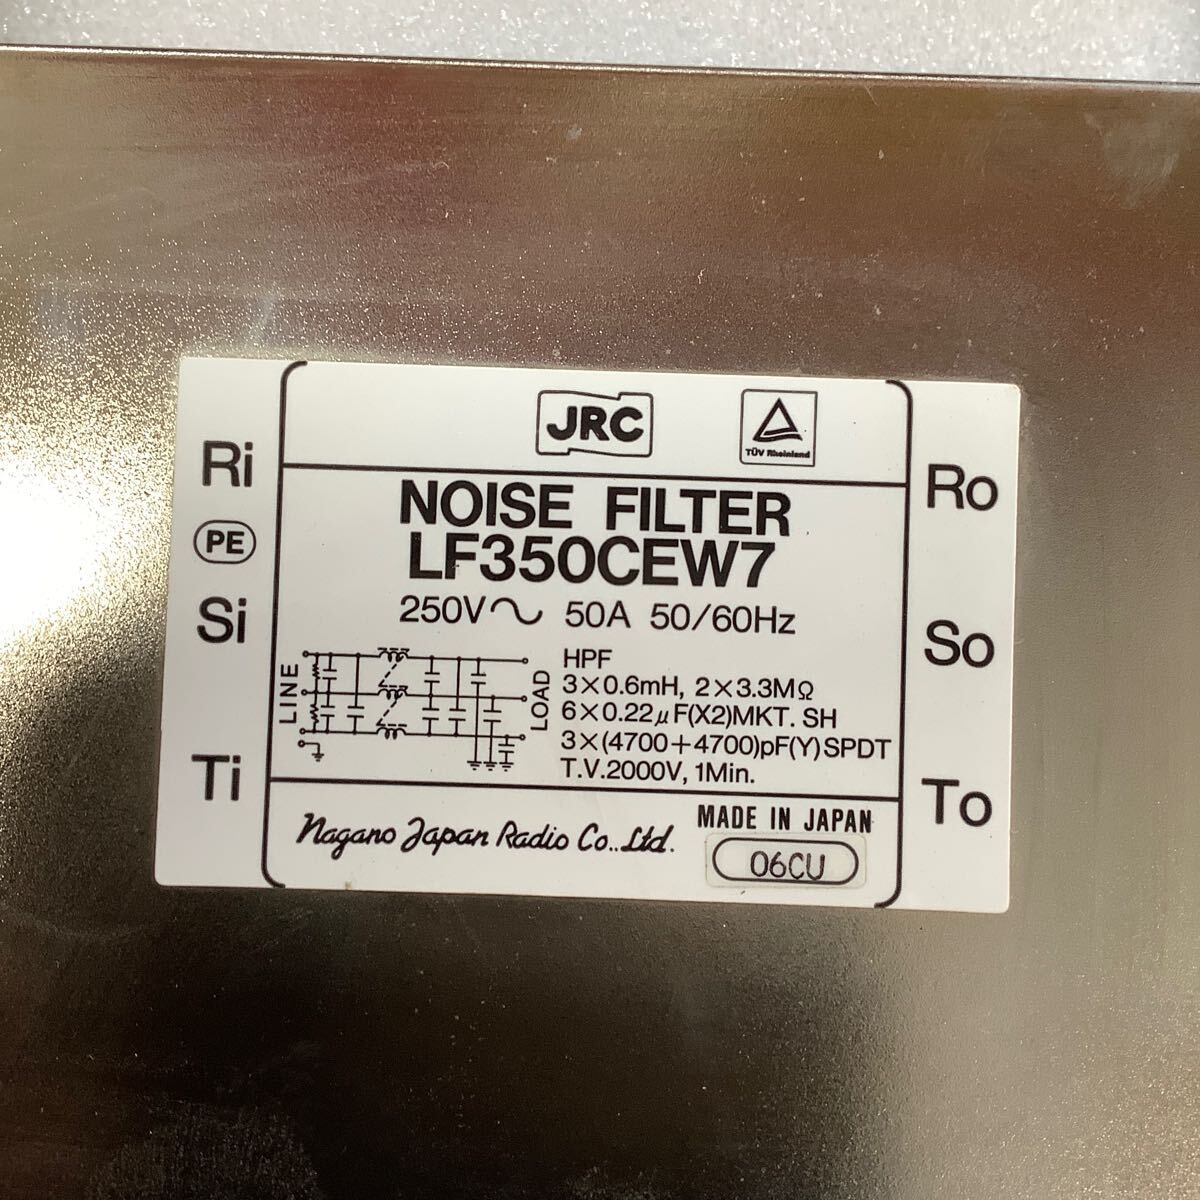 JRC
TÜV Rheinland
Ri
PE
Si
Ti
NOISE FILTER
LF350CEW7
250V～ 50A 50/60Hz
LINE
LOAD
HPF
3×0.6mH, 2×3.3MΩ
6×0.22μF(X2)MKT. SH
3×(4700+4700)pF(Y)SPDT
T.V.2000V, 1Min.
Nagano Japan Radio Co., Ltd.
MADE IN JAPAN
06CU
Ro
So
To